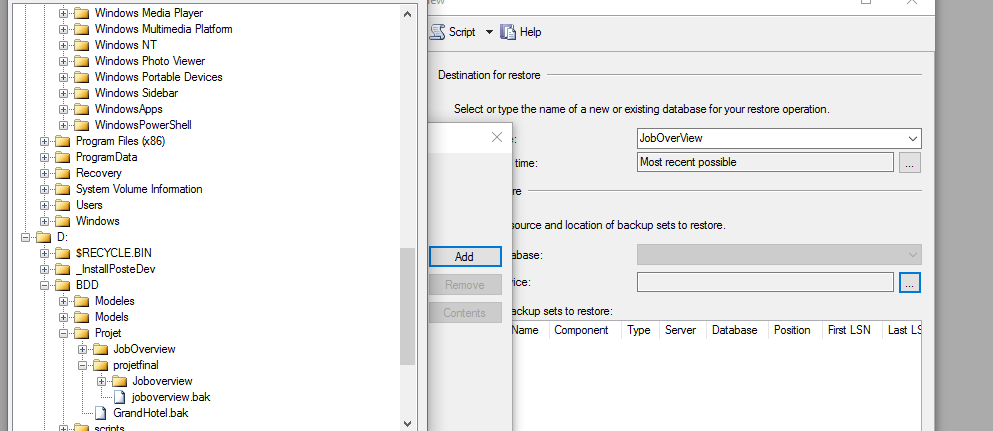 Windows Media Player
Windows Multimedia Platform
Windows NT
Windows Photo Viewer
Windows Portable Devices
Windows Sidebar
WindowsApps
WindowsPowerShell
Program Files (x86)
ProgramData
Recovery
System Volume Information
Users
Windows
D:
$RECYCLE.BIN
_InstallPosteDev
BDD
Modeles
Models
Projet
JobOverview
projetfinal
Joboverview
joboverview.bak
GrandHotel.bak
scripts
Add
Remove
Contents
Script
Help
Destination for restore
Select or type the name of a new or existing database for your restore operation.
JobOverView
time:
Most recent possible
...
source and location of backup sets to restore.
abase:
vice:
...
backup sets to restore:
Name Component Type Server Database Position First LSN Last LS